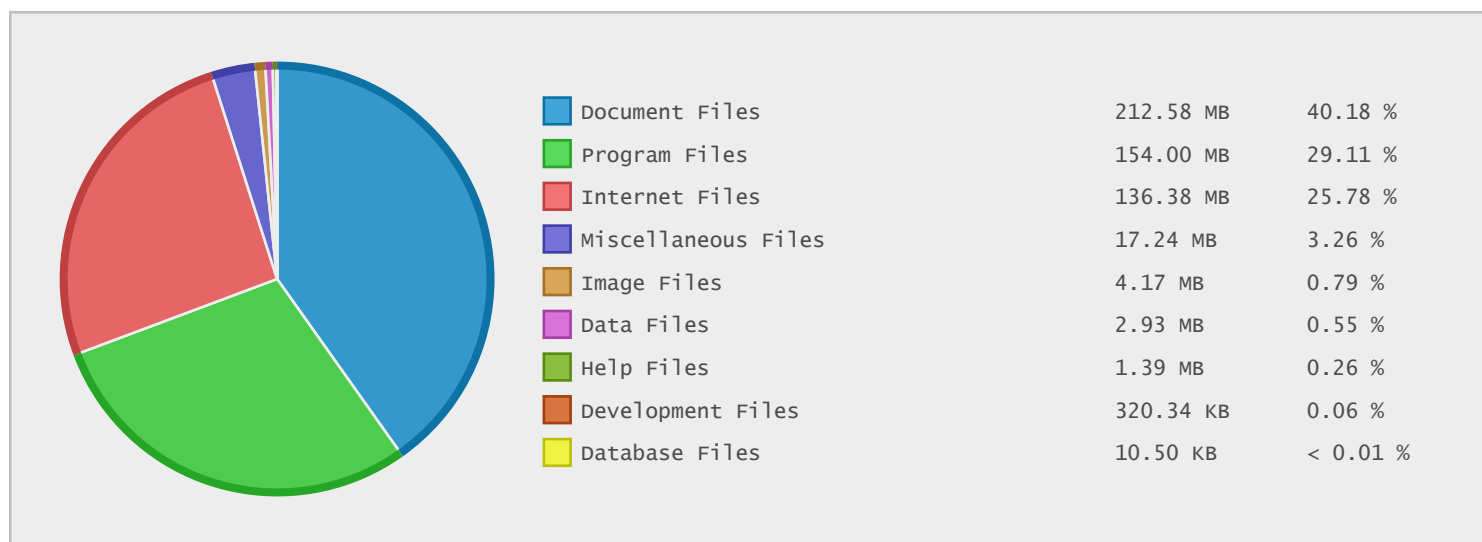 Document Files 212.58 MB 40.18 %
Program Files 154.00 MB 29.11 %
Internet Files 136.38 MB 25.78 %
Miscellaneous Files 17.24 MB 3.26 %
Image Files 4.17 MB 0.79 %
Data Files 2.93 MB 0.55 %
Help Files 1.39 MB 0.26 %
Development Files 320.34 KB 0.06 %
Database Files 10.50 KB < 0.01 %